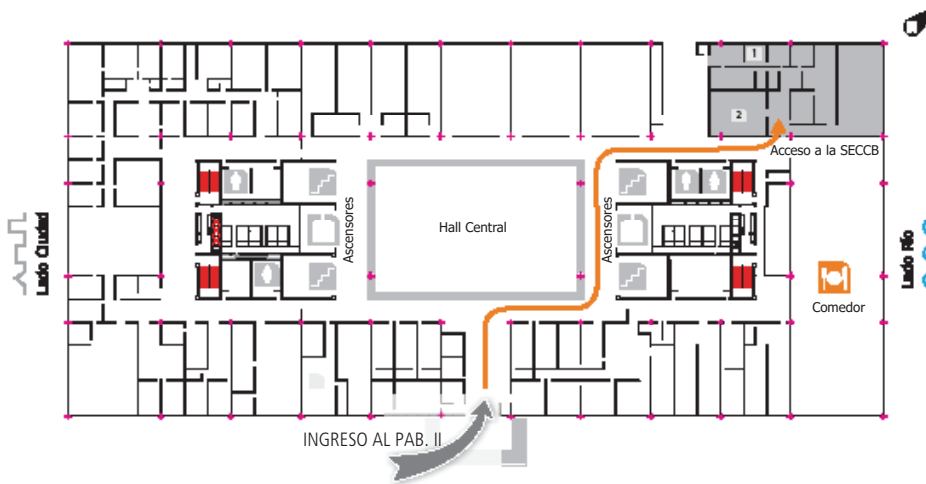 1
2
Acceso a la SECCB
Ascensores
Hall Central
Ascensores
Lado Ciudad
Lado Río
Comedor
INGRESO AL PAB. II